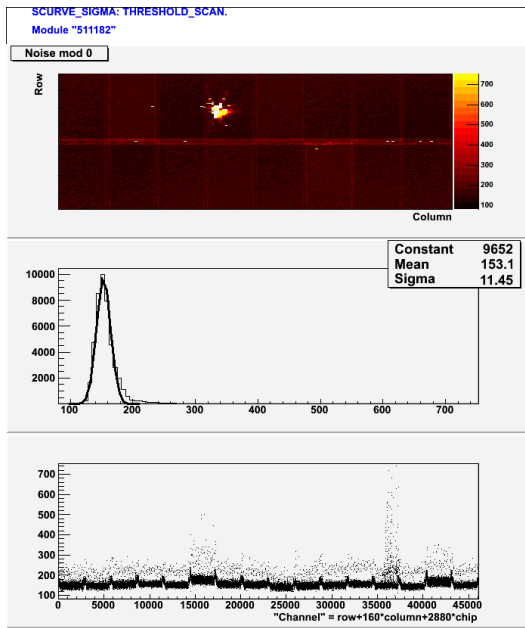 SCURVE_SIGMA: THRESHOLD_SCAN.
Module "511182"
Noise mod 0
Row
700
600
500
400
300
200
100
Column
Constant 9652
Mean 153.1
Sigma 11.45
10000
8000
6000
4000
2000
100 200 300 400 500 600 700
700
600
500
400
300
200
100
0 5000 10000 15000 20000 25000 30000 35000 40000 45000
"Channel" = row+160*column+2880*chip